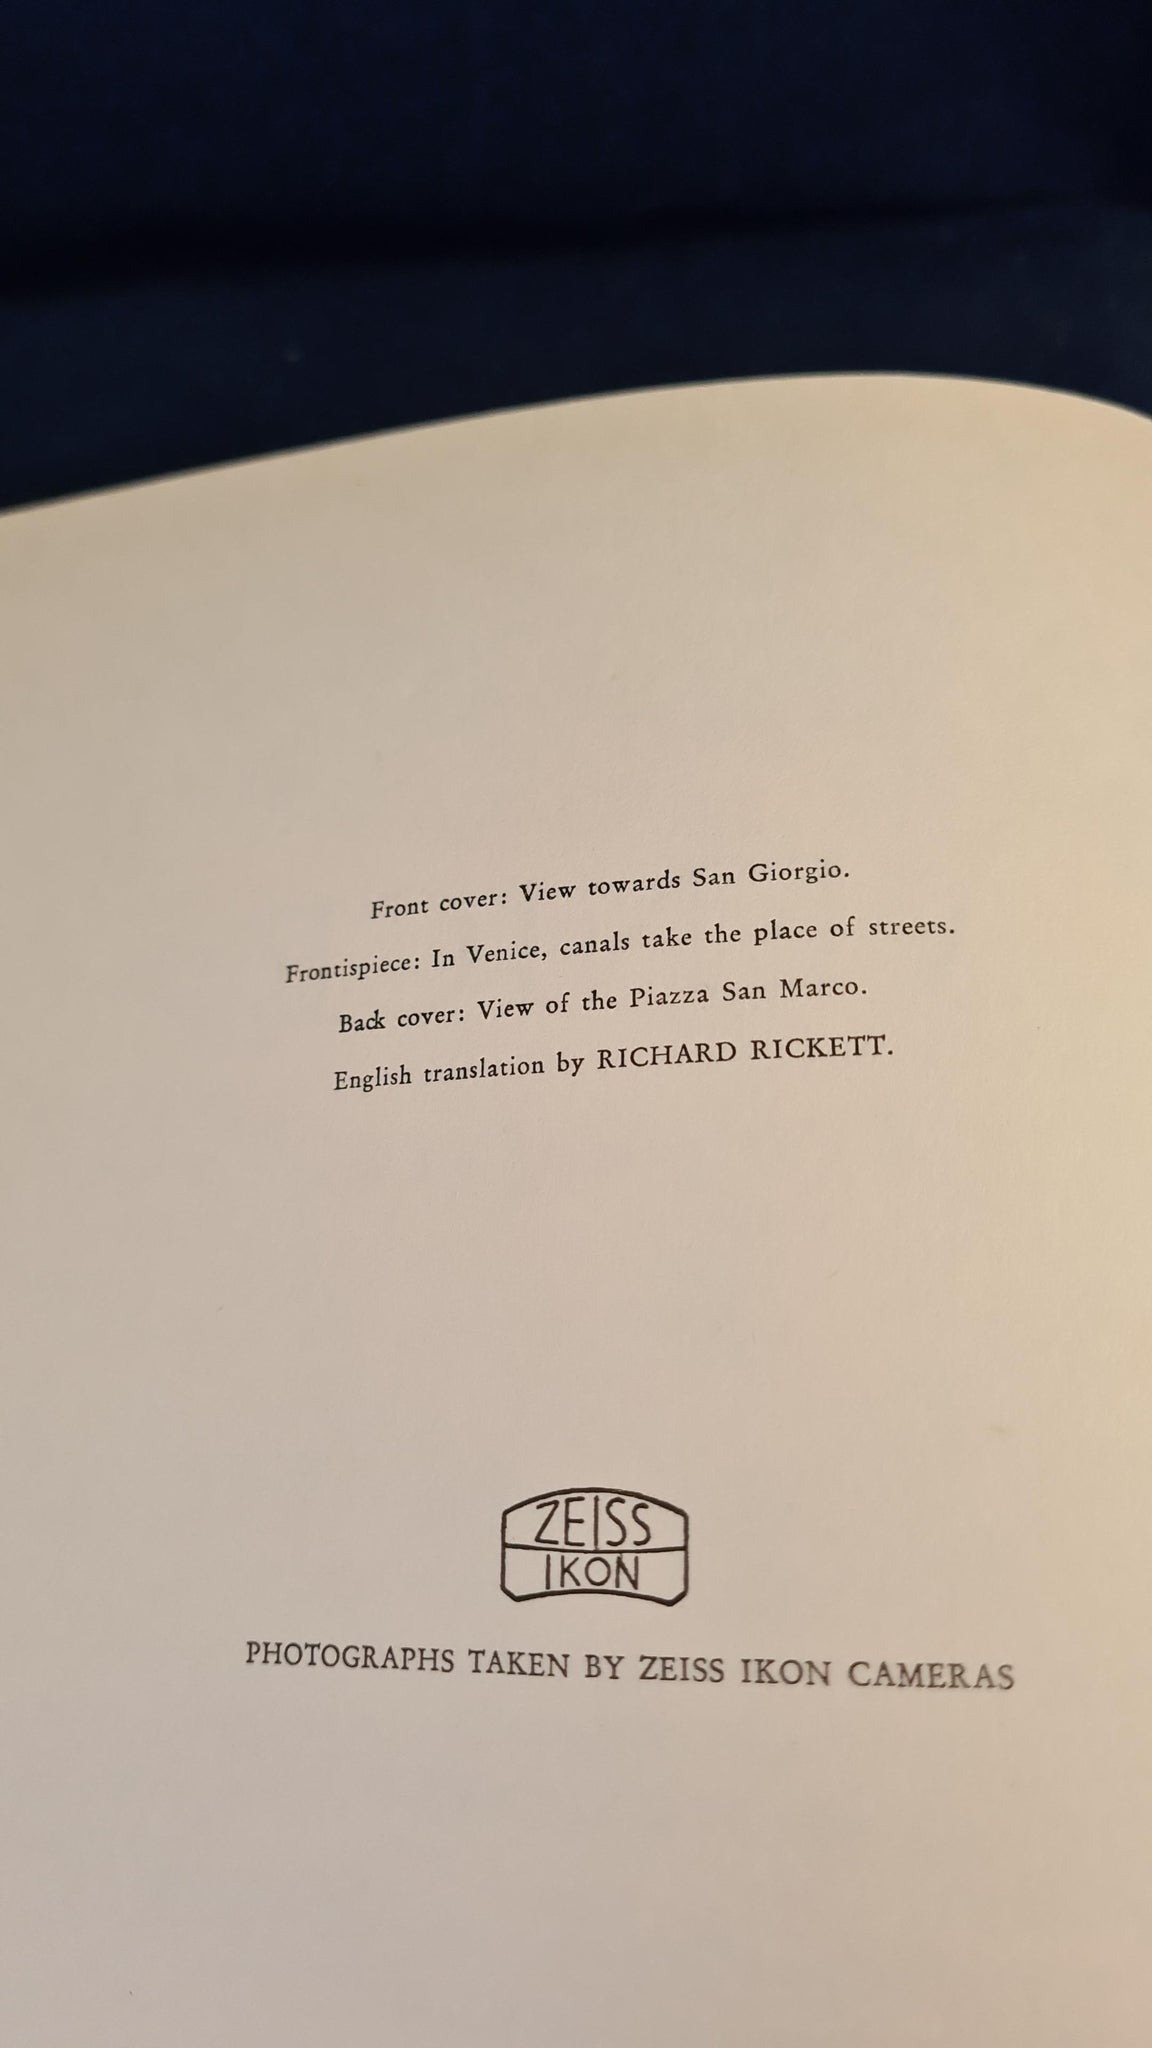 Front cover: View towards San Giorgio.
Frontispiece: In Venice, canals take the place of streets.
Back cover: View of the Piazza San Marco.
English translation by RICHARD RICKETT.
ZEISS
IKON
PHOTOGRAPHS TAKEN BY ZEISS IKON CAMERAS